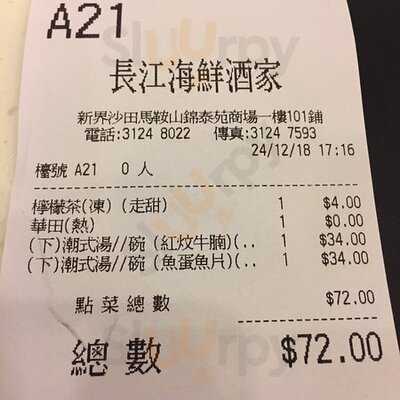 A21
長江海鮮酒家
新界沙田馬鞍山錦泰苑商場一樓101鋪
電話:3124 8022 傳真:3124 7593
24/12/18 17:16
檯號 A21 0 人
檸檬茶(凍) (走甜) 1 $4.00
華田(熱) 1 $0.00
(下)潮式湯//碗 (紅炆牛腩)(.. 1 $34.00
(下)潮式湯//碗 (魚蛋魚片)(.. 1 $34.00
點菜總數 $72.00
總數 $72.00
Sluurpy
Sluurpy
Sluurpy